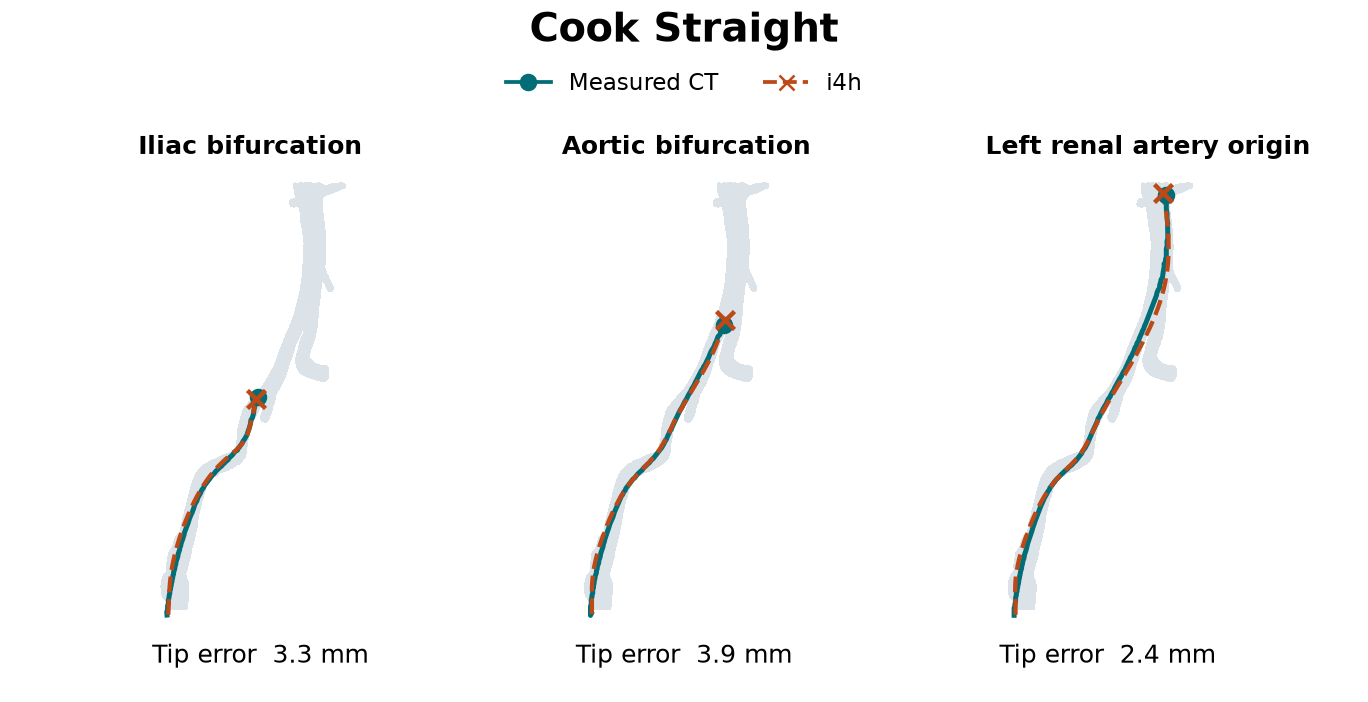 Cook Straight
Measured CT i4h
Iliac bifurcation Aortic bifurcation Left renal artery origin
Tip error 3.3 mm Tip error 3.9 mm Tip error 2.4 mm